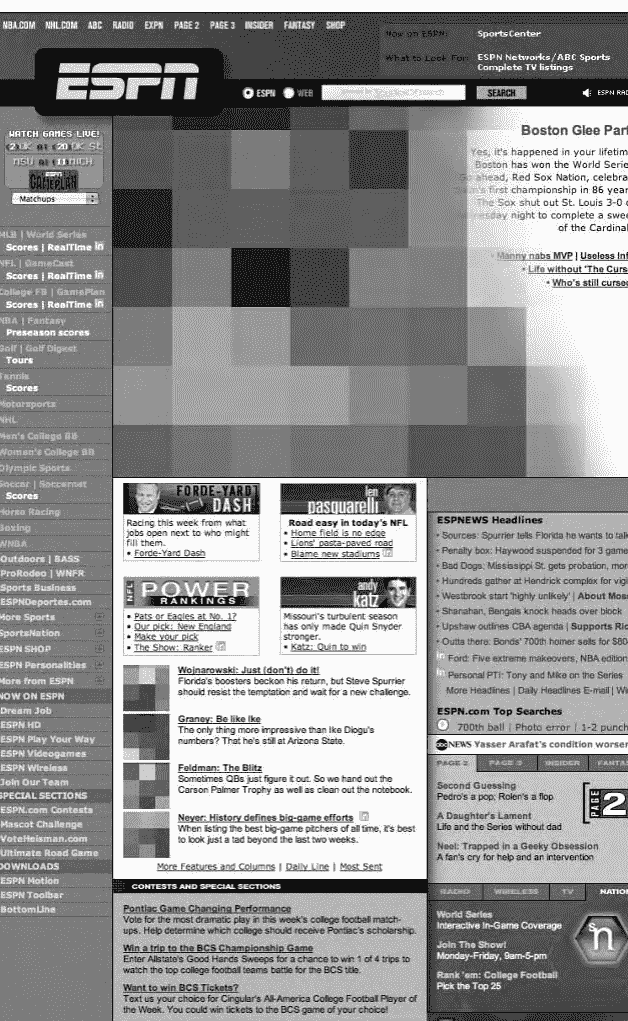 NBA.COM NHL.COM ABC RADIO EXPN PAGE 2 PAGE 3 INSIDER FANTASY SHOP
Now on ESPN: SportsCenter
What to Look For: ESPN Networks/ABC Sports
Complete TV listings
ESPN
ESPN WEB SEARCH ESPN RAD
WATCH GAMES LIVE!
GAMEPLAN
Matchups
MLB | World Series
Scores | RealTime in
NFL | GameCast
Scores | RealTime in
College FB | GamePlan
Scores | RealTime in
NBA | Fantasy
Preseason scores
Golf | Golf Digest
Tours
Tennis
Scores
Motorsports
NHL
Men's College BB
Women's College BB
Olympic Sports
Soccer | Soccernet
Scores
Horse Racing
Boxing
WNBA
Outdoors | BASS
ProRodeo | WNFR
Sports Business
ESPNDeportes.com
More Sports
SportsNation
ESPN SHOP
ESPN Personalities
More from ESPN
NOW ON ESPN
Dream Job
ESPN HD
ESPN Play Your Way
ESPN Videogames
ESPN Wireless
Join Our Team
SPECIAL SECTIONS
ESPN.com Contests
Mascot Challenge
VoteHeisman.com
Ultimate Road Game
DOWNLOADS
ESPN Motion
ESPN Toolbar
BottomLine
Boston Glee Part
Yes, it's happened in your lifetim
Boston has won the World Serie
ahead, Red Sox Nation, celebra
first championship in 86 year
The Sox shut out St. Louis 3-0
night to complete a swee
of the Cardinal
• Manny nabs MVP | Useless Inf
• Life without 'The Curs
• Who's still curse
FORDE-YARD
DASH
Racing this week from what
jobs open next to who might
fill them.
• Forde-Yard Dash
len
pasquarelli
Road easy in today's NFL
• Home field is no edge
• Lions' pasta-paved road
• Blame new stadiums
NFL POWER
RANKINGS
• Pats or Eagles at No. 1?
• Our pick: New England
• Make your pick
• The Show: Ranker
andy
katz
Missouri's turbulent season
has only made Quin Snyder
stronger.
• Katz: Quin to win
Wojnarowski: Just (don't) do it!
Florida's boosters beckon his return, but Steve Spurrier
should resist the temptation and wait for a new challenge.
Graney: Be like Ike
The only thing more impressive than Ike Diogu's
numbers? That he's still at Arizona State.
Feldman: The Blitz
Sometimes QBs just figure it out. So we hand out the
Carson Palmer Trophy as well as clean out the notebook.
Neyer: History defines big-game efforts
When listing the best big-game pitchers of all time, it's best
to look just a tad beyond the last two weeks.
More Features and Columns | Daily Line | Most Sent
CONTESTS AND SPECIAL SECTIONS
Pontiac Game Changing Performance
Vote for the most dramatic play in this week's college football match-
ups. Help determine which college should receive Pontiac's scholarship.
Win a trip to the BCS Championship Game
Enter Allstate's Good Hands Sweeps for a chance to win 1 of 4 trips to
watch the top college football teams battle for the BCS title.
Want to win BCS Tickets?
Text us your choice for Cingular's All-America College Football Player of
the Week. You could win tickets to the BCS game of your choice!
ESPNEWS Headlines
• Sources: Spurrier tells Florida he wants to talk
• Penalty box: Haywood suspended for 3 game
• Bad Dogs: Mississippi St. gets probation, mor
• Hundreds gather at Hendrick complex for vigi
• Westbrook start 'highly unlikely' | About Mos
• Shanahan, Bengals knock heads over block
• Upshaw outlines CBA agenda | Supports Ric
• Outta there: Bonds' 700th homer sells for $80
in Ford: Five extreme makeovers, NBA edition
in Personal PTI: Tony and Mike on the Series
More Headlines | Daily Headlines E-mail | Wi
ESPN.com Top Searches
700th ball | Photo error | 1-2 punch
abc NEWS Yasser Arafat's condition worser
PAGE 2 PAGE 3 INSIDER FANTAS
Second Guessing
Pedro's a pop; Rolen's a flop
A Daughter's Lament
Life and the Series without dad
Neel: Trapped in a Geeky Obsession
A fan's cry for help and an intervention
PAGE 2
RADIO WIRELESS TV NATION
World Series
Interactive In-Game Coverage
Join The Show!
Monday-Friday, 9am-5-pm
Rank 'em: College Football
Pick the Top 25
sn